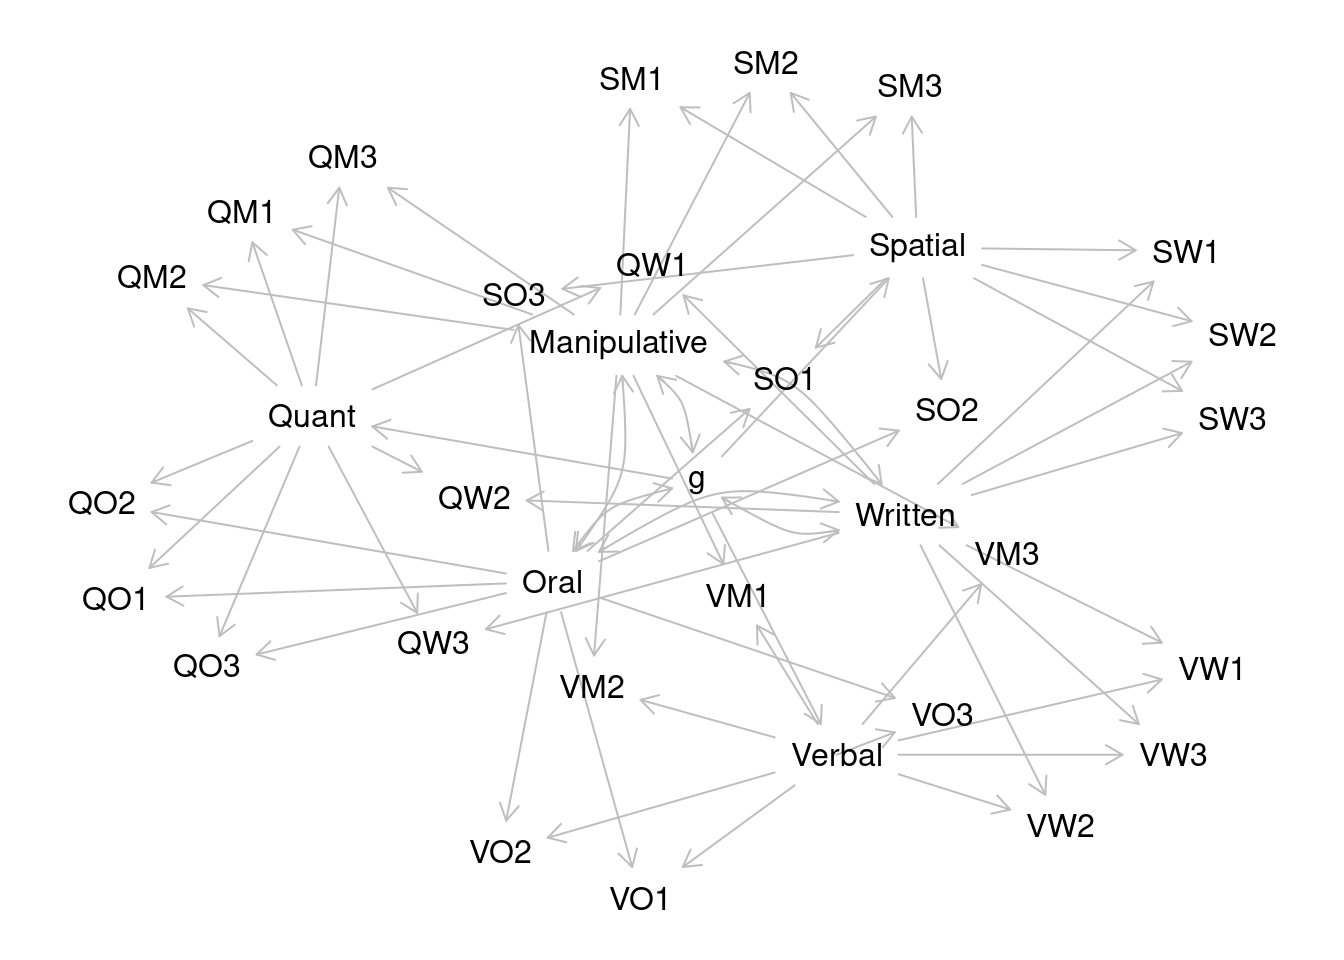 SM2
SM1
SM3
QM3
QM1
Spatial
SW1
QW1
QM2
SO3
SW2
Manipulative
SO1
SO2
Quant
SW3
g
QW2
QO2
Written
VM3
Oral
VM1
QO1
QW3
QO3
VW1
VM2
VO3
Verbal
VW3
VW2
VO2
VO1